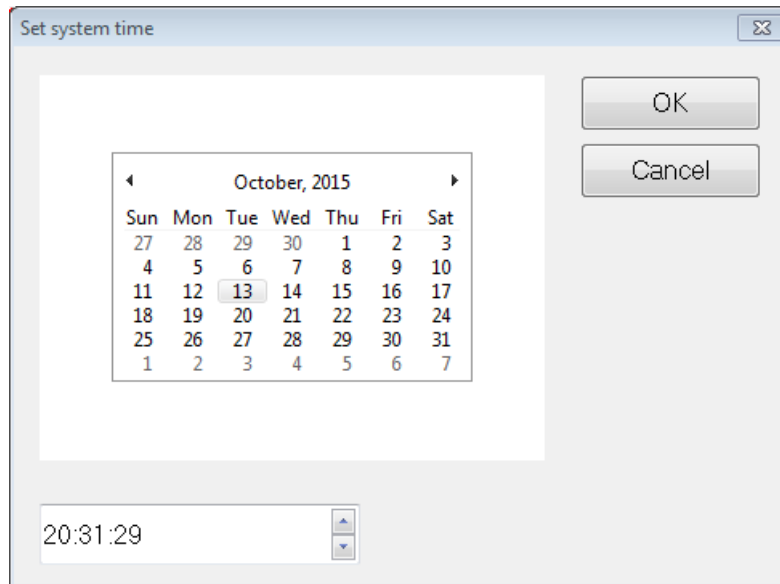 Set system time
OK
Cancel
October, 2015
Sun Mon Tue Wed Thu Fri Sat
27 28 29 30 1 2 3
4 5 6 7 8 9 10
11 12 13 14 15 16 17
18 19 20 21 22 23 24
25 26 27 28 29 30 31
1 2 3 4 5 6 7
20:31:29